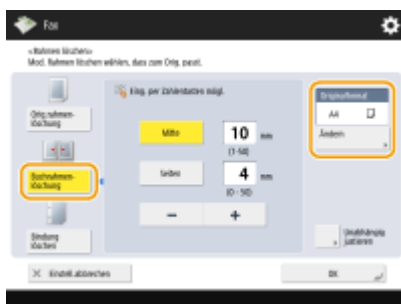 Fax
<Rahmen löschen>
Mod. Rahmen löschen wählen, dass zum Orig. passt.
Orig.rahmen-
löschung
Buchrahmen-
löschung
Bindung
löschen
Eing. per Zahlentasten mögl.
Mitte
10 mm
(1-50)
Seiten
4 mm
(0 - 50)
− +
Originalformat
A4
Ändern
Unabhängig
justieren
× Einstell.abbrechen
OK